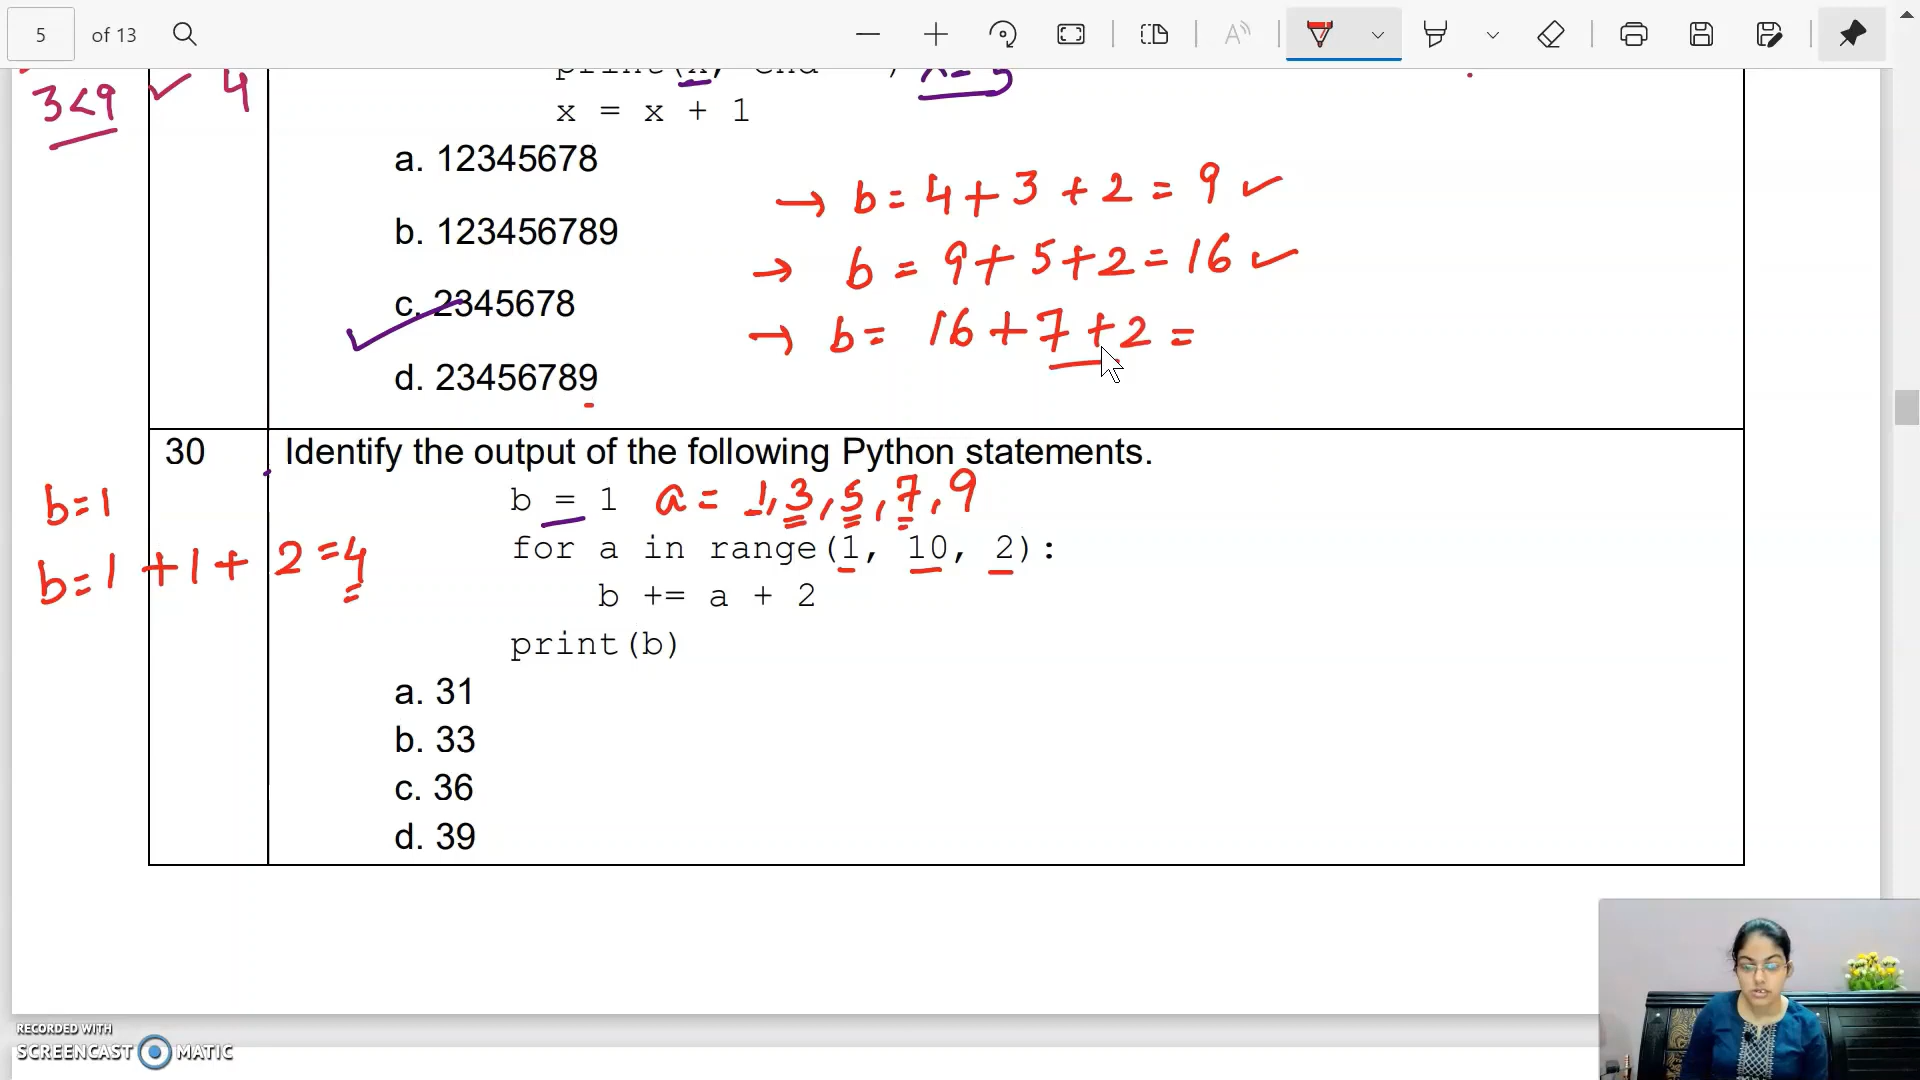 5 of 13
3<9 ✓ 4
x = x + 1
a. 12345678
→ b = 4 + 3 + 2 = 9 ✓
b. 123456789
→ b = 9 + 5 + 2 = 16 ✓
c. 2345678
→ b = 16 + 7 + 2 =
d. 23456789
30 Identify the output of the following Python statements.
b=1
b = 1 a = 1, 3, 5, 7, 9
for a in range(1, 10, 2):
b=1 + 1 + 2 = 4
b += a + 2
print(b)
a. 31
b. 33
c. 36
d. 39
RECORDED WITH
SCREENCAST MATIC